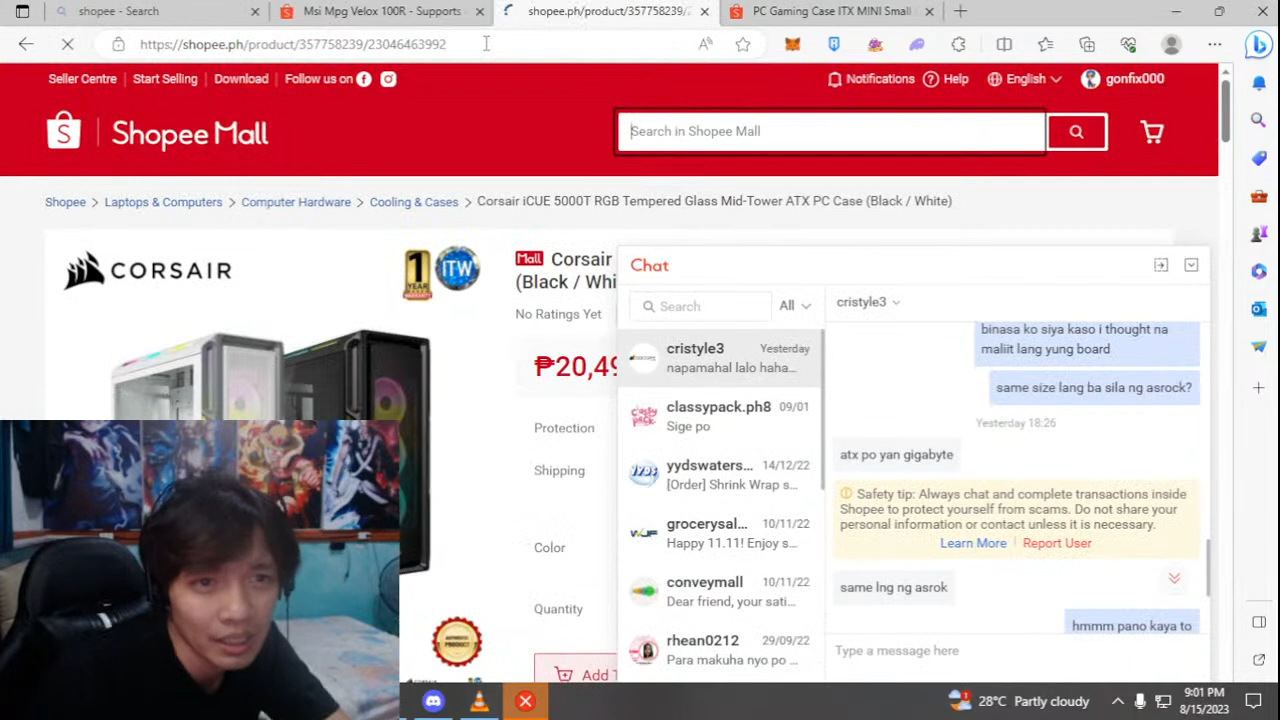 shopee - Search
Msi Mpg Velox 100R - Supports
shopee.ph/product/357758239/2
PC Gaming Case ITX MINI Small
https://shopee.ph/product/357758239/23046463992
Seller Centre | Start Selling | Download | Follow us on
Notifications Help English gonfix000
Shopee Mall
Search in Shopee Mall
Shopee > Laptops & Computers > Computer Hardware > Cooling & Cases > Corsair iCUE 5000T RGB Tempered Glass Mid-Tower ATX PC Case (Black / White)
CORSAIR
1
YEAR
ITW
Mall Corsair
(Black / Whi
No Ratings Yet
₱20,49
Protection
Shipping
Color
Quantity
Add T
Chat
Search
All
cristyle3 Yesterday
napamahal lalo haha...
classypack.ph8 09/01
Sige po
yydswaters... 14/12/22
[Order] Shrink Wrap s...
grocerysal... 10/11/22
Happy 11.11! Enjoy s...
conveymall 10/11/22
Dear friend, your sati...
rhean0212 29/09/22
Para makuha nyo po ...
cristyle3
binasa ko siya kaso i thought na
maliit lang yung board
same size lang ba sila ng asrock?
Yesterday 18:26
atx po yan gigabyte
Safety tip: Always chat and complete transactions inside
Shopee to protect yourself from scams. Do not share your
personal information or contact unless it is necessary.
Learn More | Report User
same lng ng asrok
hmmm pano kaya to
Type a message here
28°C Partly cloudy
9:01 PM
8/15/2023